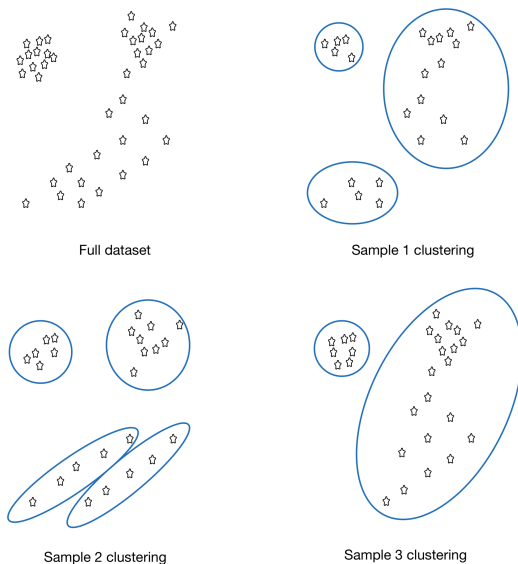 Full dataset
Sample 1 clustering
Sample 2 clustering
Sample 3 clustering